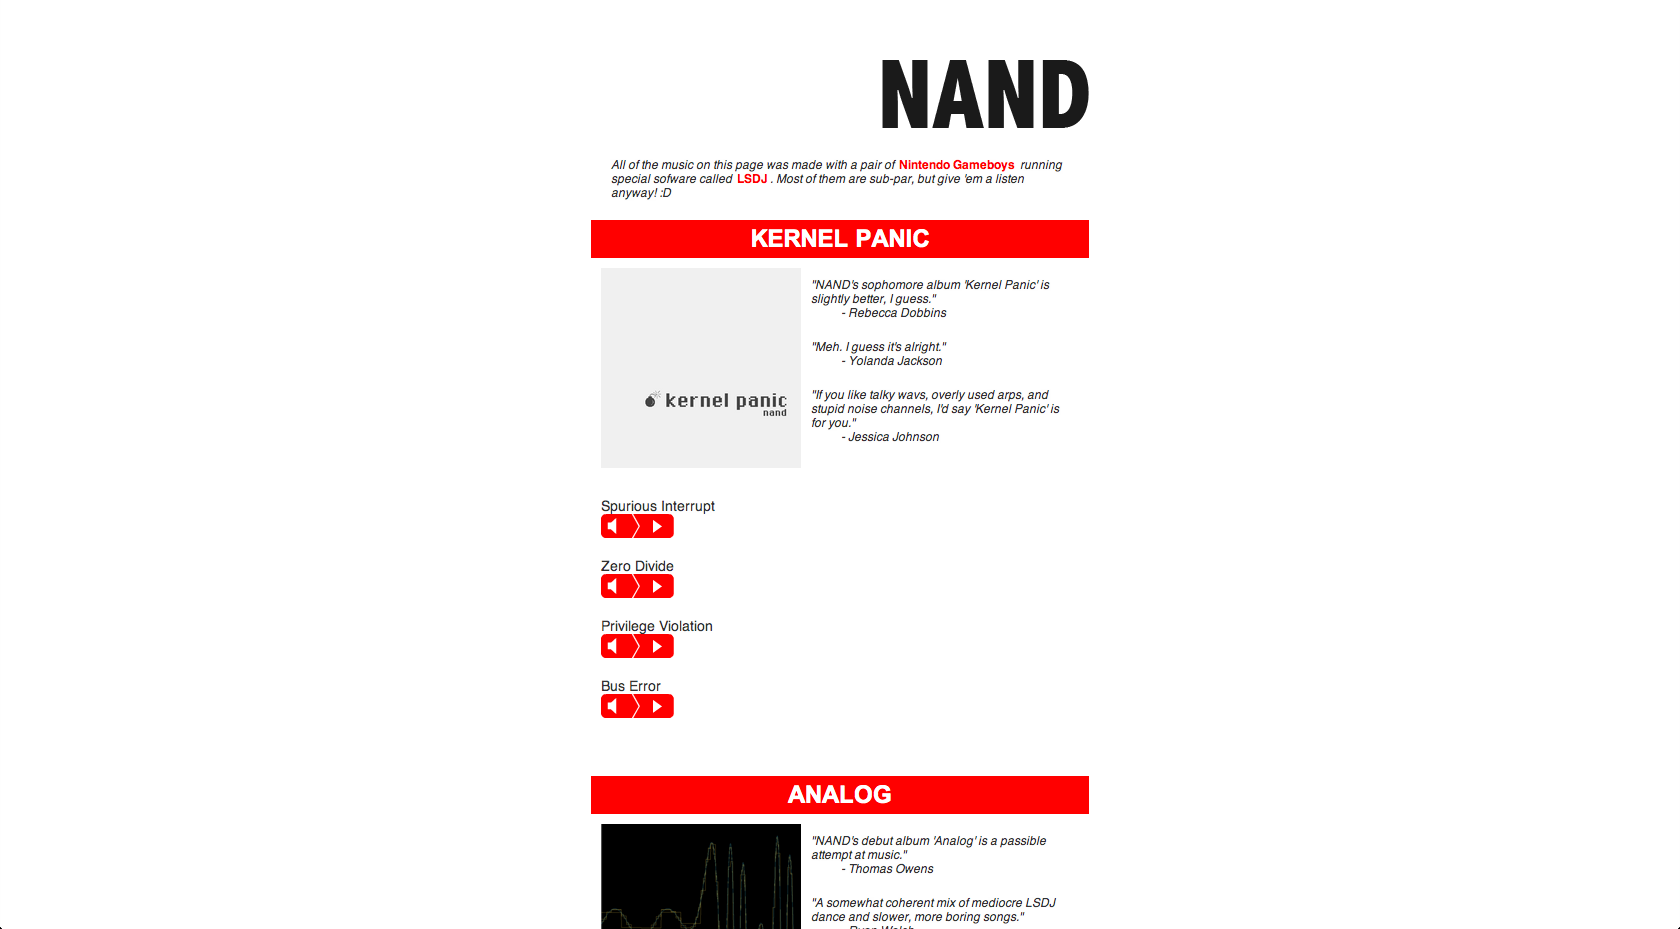 NAND
All of the music on this page was made with a pair of Nintendo Gameboys running
special sofware called LSDJ . Most of them are sub-par, but give 'em a listen
anyway! :D
KERNEL PANIC
kernel panic
nand
"NAND's sophomore album 'Kernel Panic' is
slightly better, I guess."
- Rebecca Dobbins
"Meh. I guess it's alright."
- Yolanda Jackson
"If you like talky wavs, overly used arps, and
stupid noise channels, I'd say 'Kernel Panic' is
for you."
- Jessica Johnson
Spurious Interrupt
Zero Divide
Privilege Violation
Bus Error
ANALOG
"NAND's debut album 'Analog' is a passible
attempt at music."
- Thomas Owens
"A somewhat coherent mix of mediocre LSDJ
dance and slower, more boring songs."
- Ryan Welch